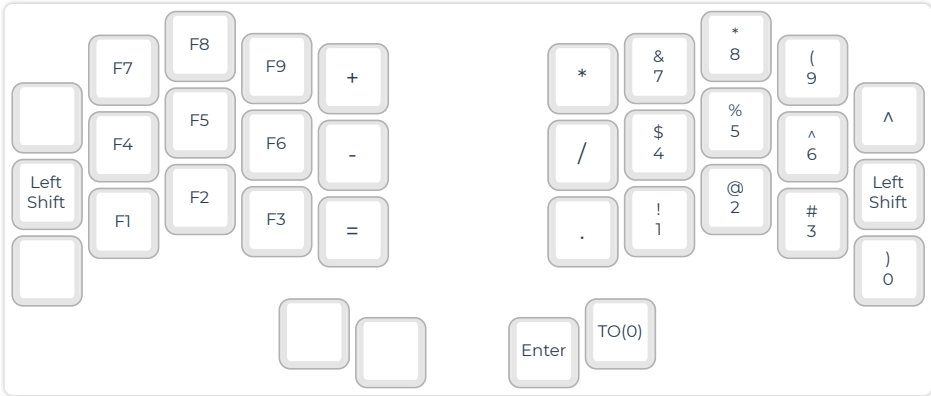 F7
F8
F9
+
*
&
7
*
8
(
9
^
F4
F5
F6
-
/
$
4
%
5
^
6
Left
Shift
Left
Shift
F1
F2
F3
=
.
!
1
@
2
#
3
)
0
Enter
TO(0)